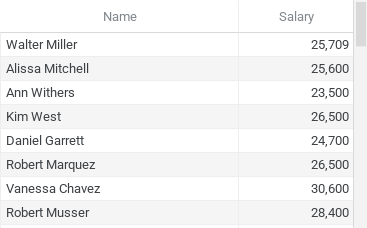 Name Salary
Walter Miller 25,709
Alissa Mitchell 25,600
Ann Withers 23,500
Kim West 26,500
Daniel Garrett 24,700
Robert Marquez 26,500
Vanessa Chavez 30,600
Robert Musser 28,400